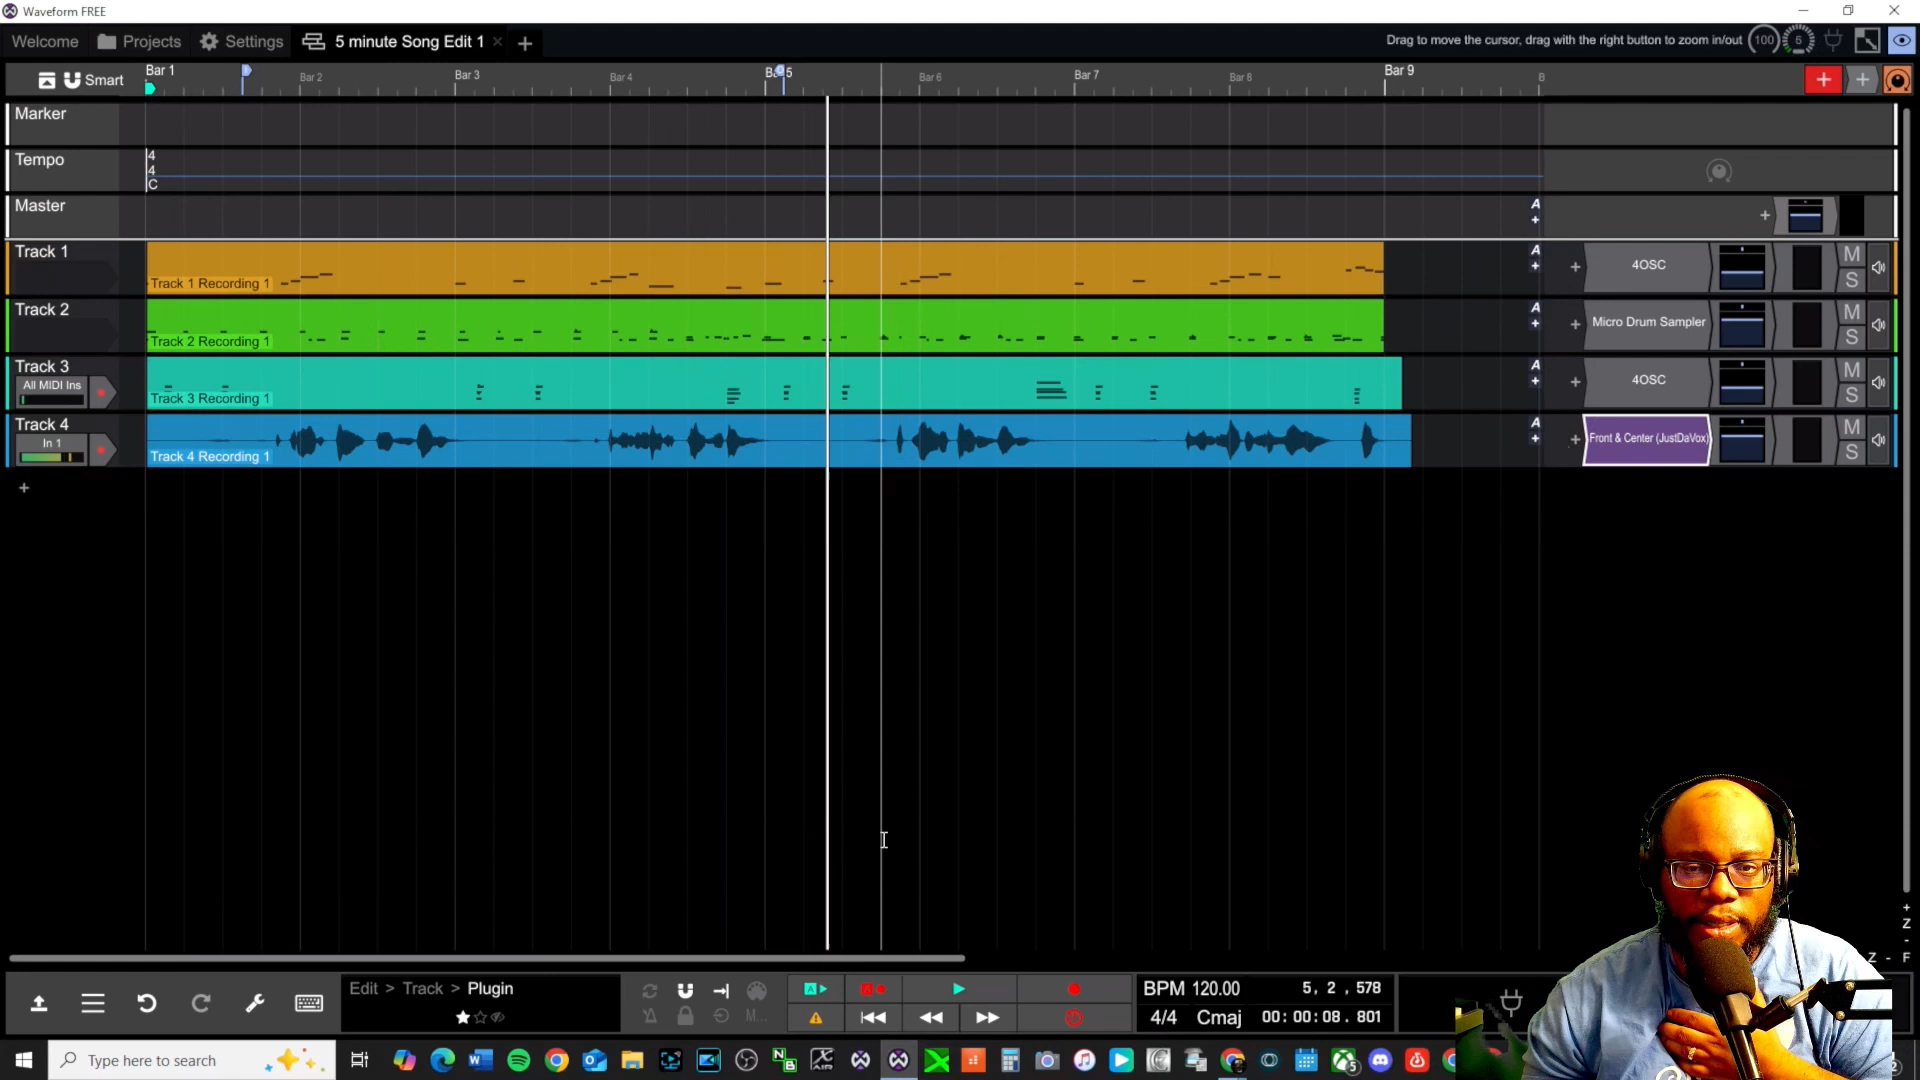 Waveform FREE
Welcome Projects Settings 5 minute Song Edit 1
Drag to move the cursor, drag with the right button to zoom in/out 100 6
Smart
Bar 1 Bar 2 Bar 3 Bar 4 Bar 6 Bar 7 Bar 8 Bar 9 B
Marker
Tempo
4
4
C
Master
A
Track 1
Track 1 Recording 1
A
4OSC
M
S
Track 2
Track 2 Recording 1
A
Micro Drum Sampler
M
S
Track 3
All MIDI Ins
Track 3 Recording 1
A
4OSC
M
S
Track 4
In 1
Track 4 Recording 1
A
Front & Center (JustDaVox)
M
S
+
Z
-
Z - F
Edit > Track > Plugin
M...
BPM 120.00 5, 2 , 578
4/4 Cmaj 00: 00: 08 . 801
Type here to search